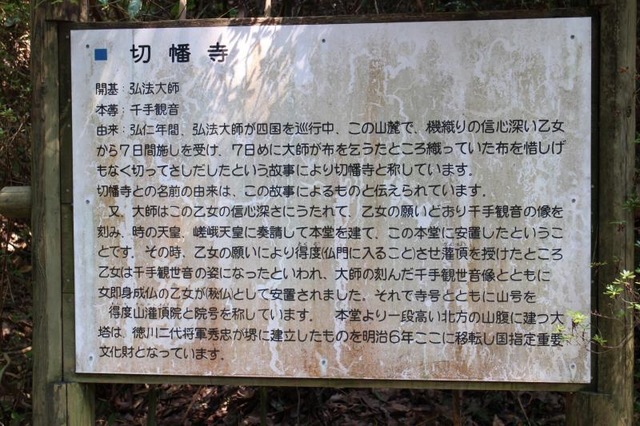 ■ 切幡寺
開基：弘法大師
本尊：千手観音
由来：弘仁年間、弘法大師が四国を巡行中、この山麓で、機織りの信心深い乙女
から7日間施しを受け、7日めに大師が布を乞うたところ織っていた布を惜しげ
もなく切ってさしだしたという故事により切幡寺と称しています。
切幡寺との名前の由来は、この故事によるものと伝えられています。
又、大師はこの乙女の信心深さにうたれて、乙女の願いどおり千手観音の像を
刻み、時の天皇、嵯峨天皇に奏請して本堂を建て、この本堂に安置したというこ
とです。その時、乙女の願いにより得度(仏門に入ること)させ潅頂を授けたところ
乙女は千手観世音の姿になったといわれ、大師の刻んだ千手観世音像とともに
女即身成仏の乙女が(秘仏)として安置されました。それで寺号とともに山号を
得度山潅頂院と院号を称しています。　本堂より一段高い北方の山腹に建つ大
塔は、徳川二代将軍秀忠が堺に建立したものを明治6年ここに移転し国指定重要
文化財となっています。